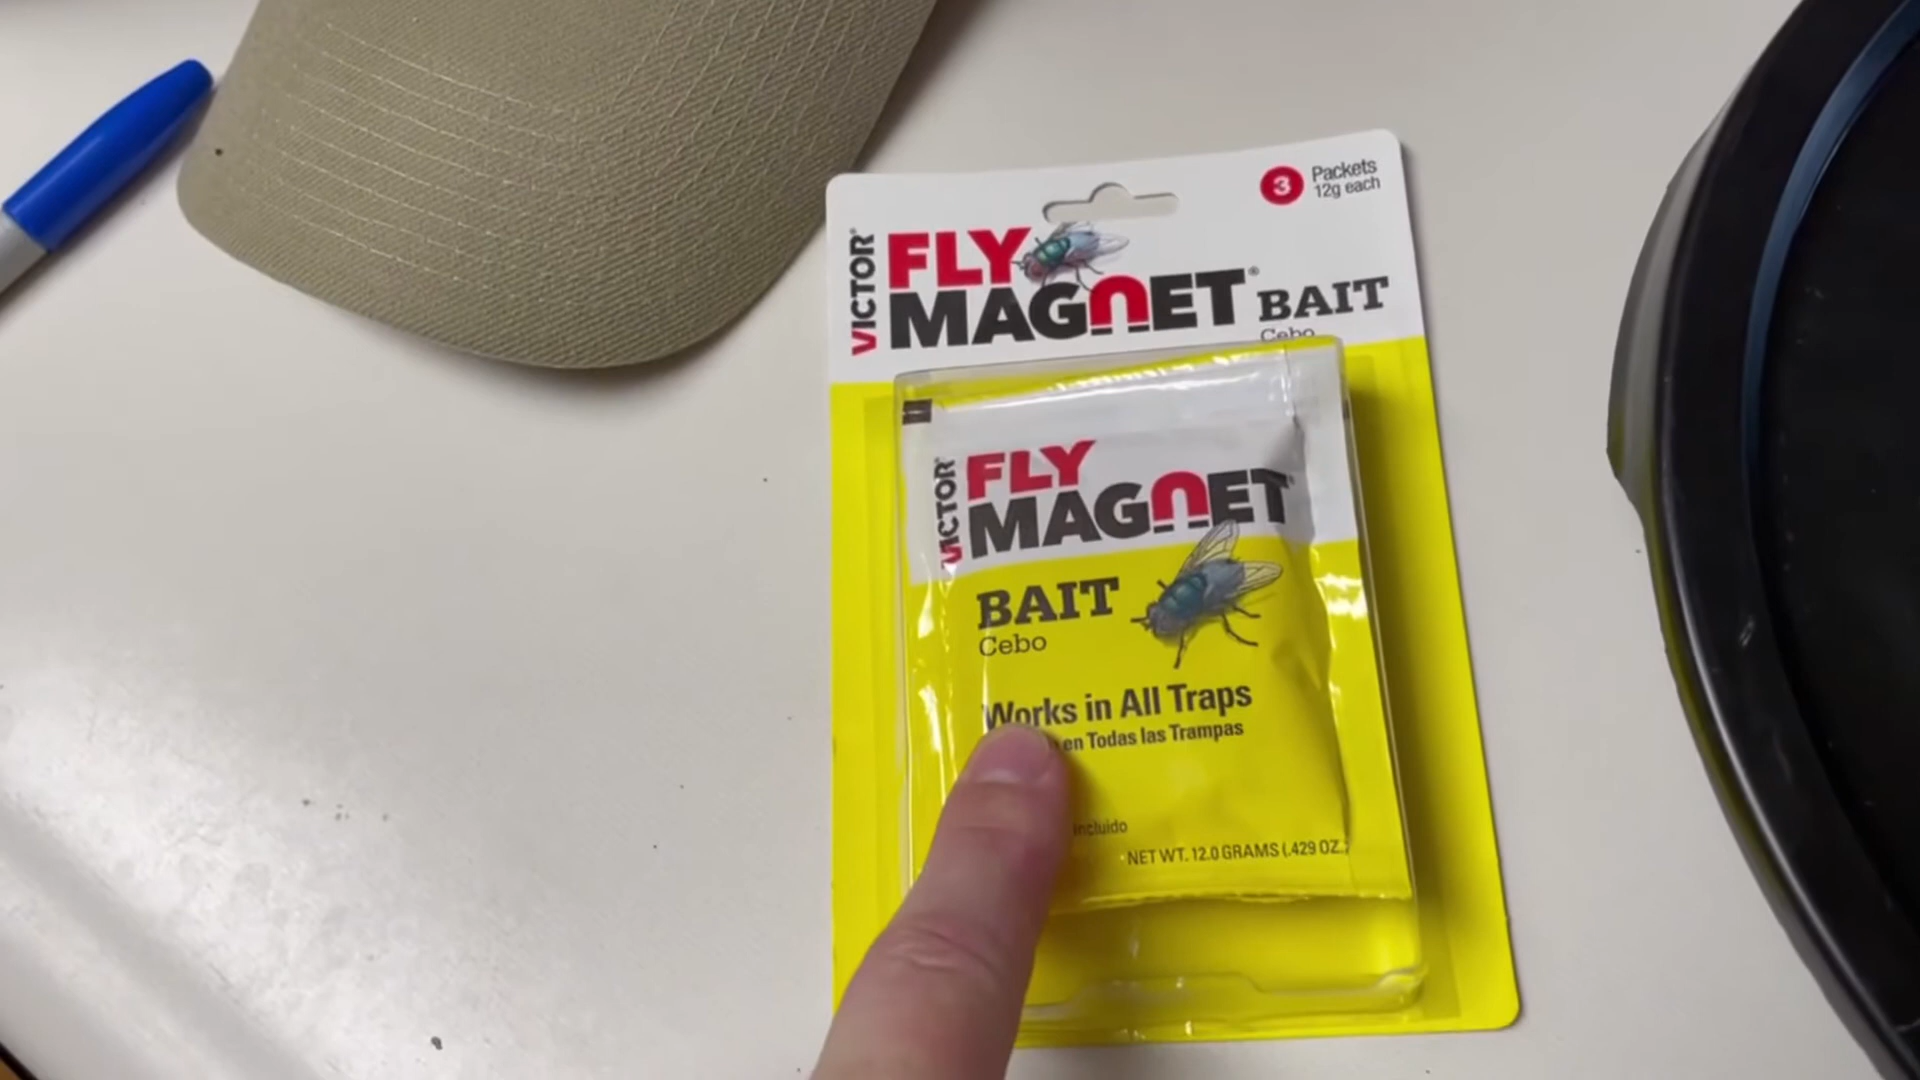 3 Packets
12g each
VICTOR®
FLY
MAGNET®
BAIT
Cebo
VICTOR®
FLY
MAGNET®
BAIT
Cebo
Works in All Traps
en Todas las Trampas
Incluido
NET WT. 12.0 GRAMS (.429 OZ.)